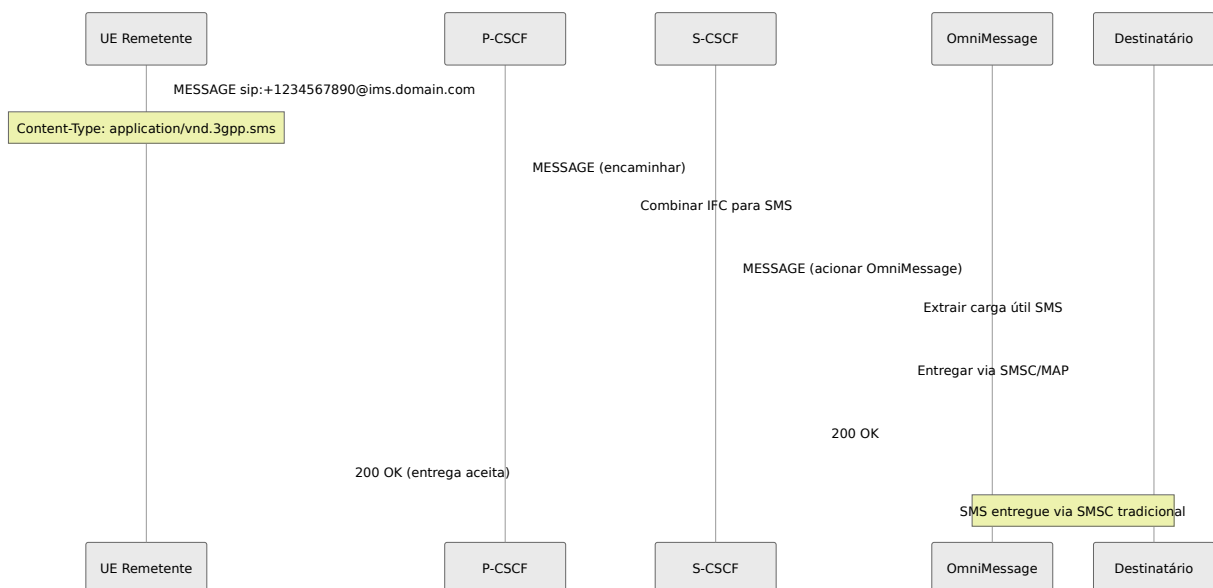 UE Remetente
P-CSCF
S-CSCF
OmniMessage
Destinatário
MESSAGE sip:+1234567890@ims.domain.com
Content-Type: application/vnd.3gpp.sms
MESSAGE (encaminhar)
Combinar IFC para SMS
MESSAGE (acionar OmniMessage)
Extrair carga útil SMS
Entregar via SMSC/MAP
200 OK
200 OK (entrega aceita)
SMS entregue via SMSC tradicional
UE Remetente
P-CSCF
S-CSCF
OmniMessage
Destinatário